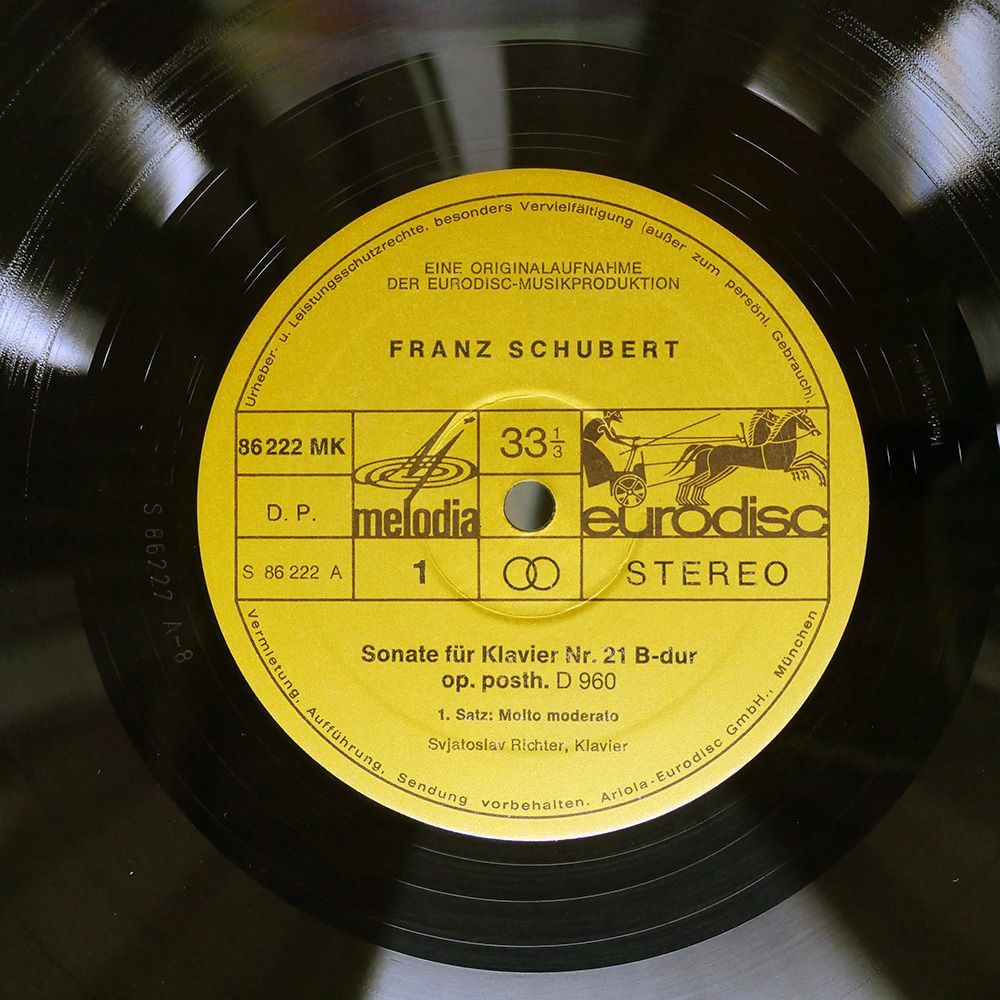 Urheber- u. Leistungsschutzrechte, besonders Vervielfältigung (außer zum persönl. Gebrauch),
EINE ORIGINALAUFNAHME
DER EURODISC-MUSIKPRODUKTION
FRANZ SCHUBERT
86 222 MK
33 1/3
D. P.
melodia
eurodisc
S 86 222 A
1
STEREO
Sonate für Klavier Nr. 21 B-dur
op. posth. D 960
1. Satz: Molto moderato
Svjatoslav Richter, Klavier
Vermietung, Aufführung, Sendung vorbehalten. Ariola-Eurodisc GmbH., München